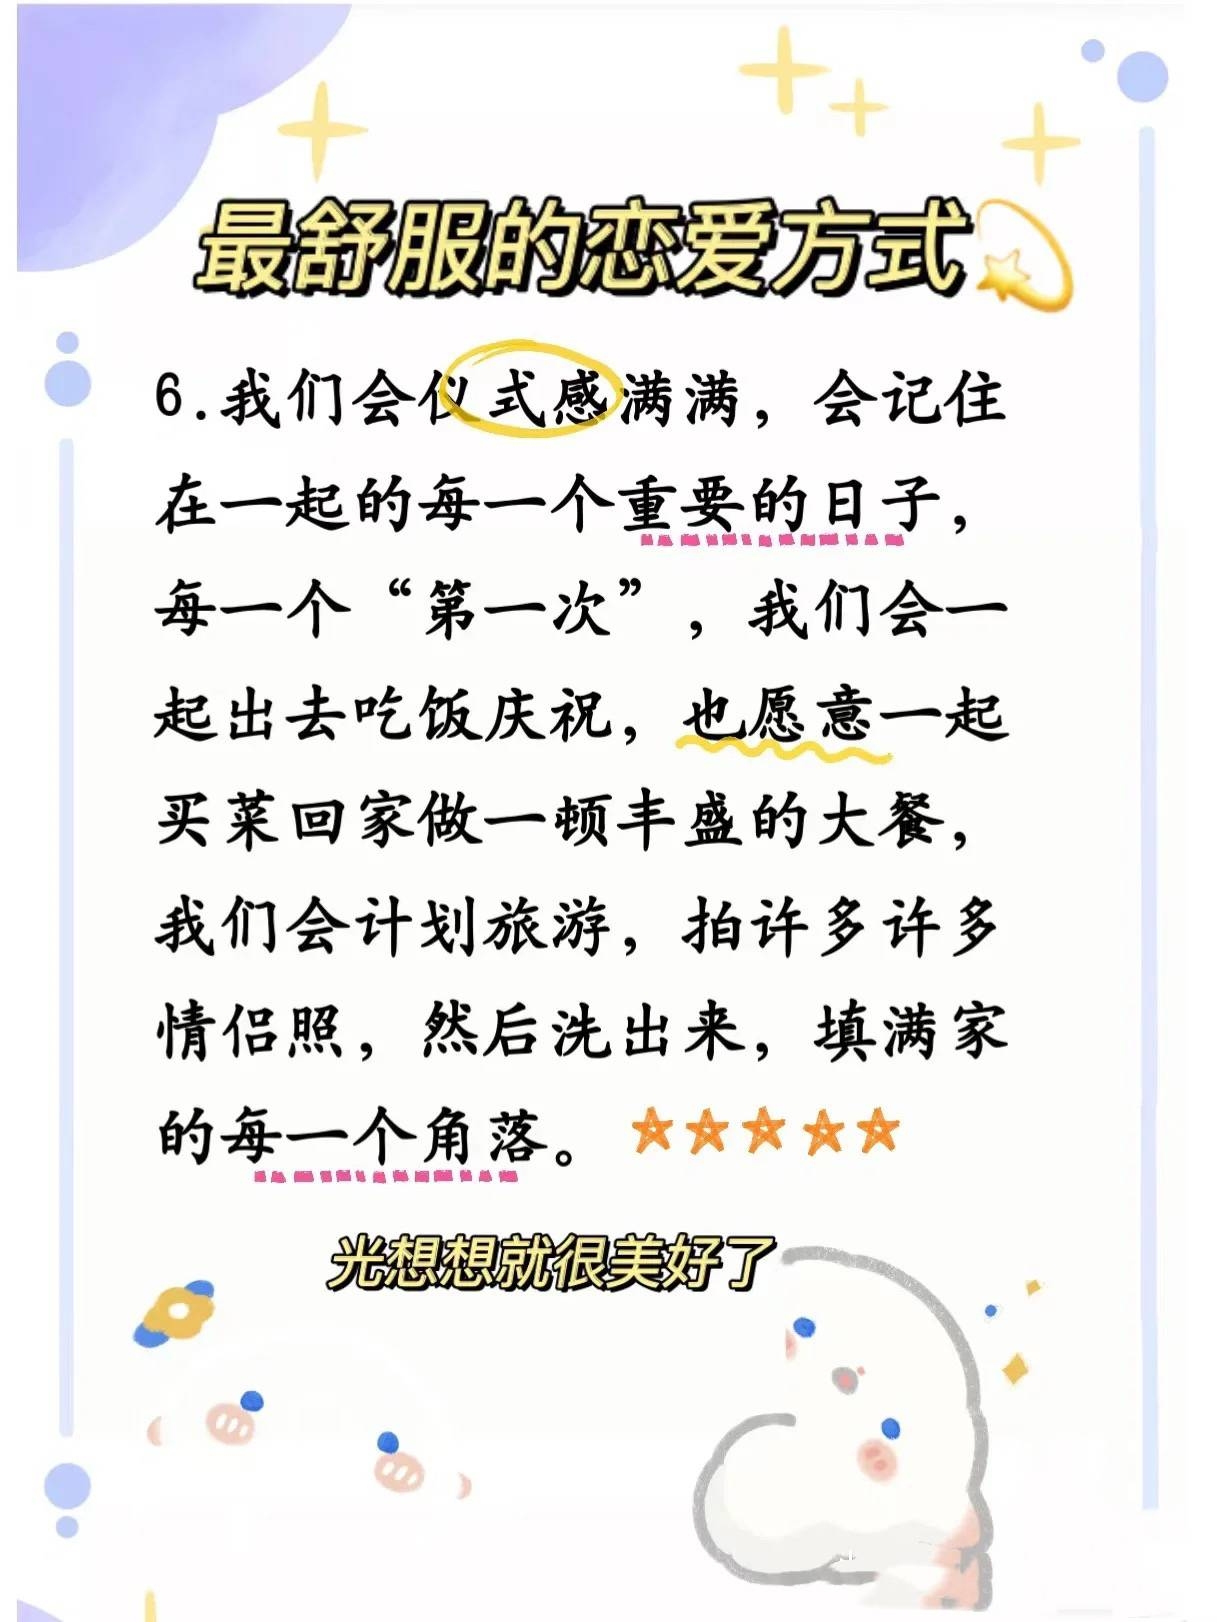 最舒服的恋爱方式
6.我们会仪式感满满，会记住
在一起的每一个重要的日子，
每一个“第一次”，我们会一
起出去吃饭庆祝，也愿意一起
买菜回家做一顿丰盛的大餐，
我们会计划旅游，拍许多许多
情侣照，然后洗出来，填满家
的每一个角落。
光想想就很美好了